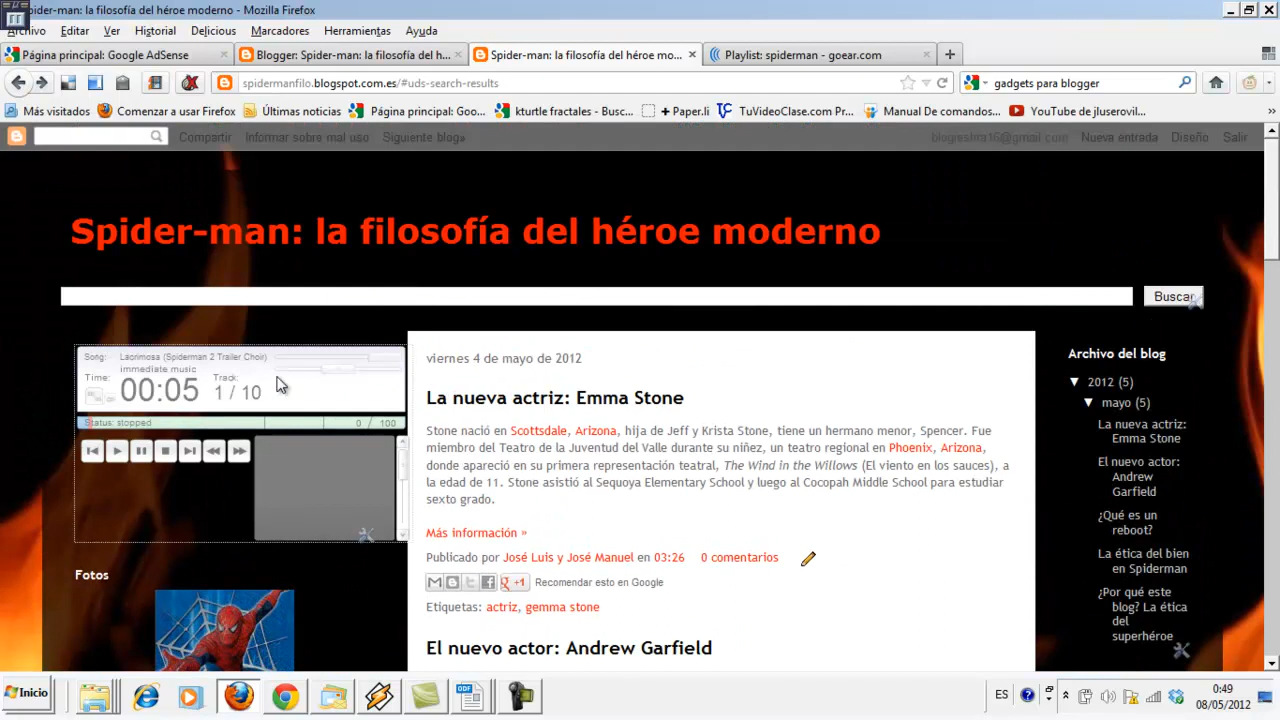 Spider-man: la filosofía del héroe moderno - Mozilla Firefox
Archivo Editar Ver Historial Delicious Marcadores Herramientas Ayuda
Página principal: Google AdSense × Blogger: Spider-man: la filosofía del h... × Spider-man: la filosofía del héroe mo... × Playlist: spiderman - goear.com × +
spidermanfilo.blogspot.com.es/#uds-search-results gadgets para blogger
Más visitados Comenzar a usar Firefox Últimas noticias Página principal: Goo... kturtle fractales - Busc... + Paper.li TuVideoClase.com Pr... Manual De comandos... YouTube de jluserovil... »
Compartir Informar sobre mal uso Siguiente blog» Nueva entrada Diseño Salir
Spider-man: la filosofía del héroe moderno
Buscar
Song: Lacrimosa (Spiderman 2 Trailer Choir)
immediate music
Time: 00:05 Track: 1 / 10
Status: stopped 0 / 100
Fotos
viernes 4 de mayo de 2012
La nueva actriz: Emma Stone
Stone nació en Scottsdale, Arizona, hija de Jeff y Krista Stone, tiene un hermano menor, Spencer. Fue
miembro del Teatro de la Juventud del Valle durante su niñez, un teatro regional en Phoenix, Arizona,
donde apareció en su primera representación teatral, The Wind in the Willows (El viento en los sauces), a
la edad de 11. Stone asistió al Sequoya Elementary School y luego al Cocopah Middle School para estudiar
sexto grado.
Más información »
Publicado por José Luis y José Manuel en 03:26 0 comentarios
+1 Recomendar esto en Google
Etiquetas: actriz, gemma stone
El nuevo actor: Andrew Garfield
Archivo del blog
▼ 2012 (5)
▼ mayo (5)
La nueva actriz:
Emma Stone
El nuevo actor:
Andrew
Garfield
¿Qué es un
reboot?
La ética del bien
en Spiderman
¿Por qué este
blog? La ética
del
superhéroe
Inicio ES 0:49
08/05/2012